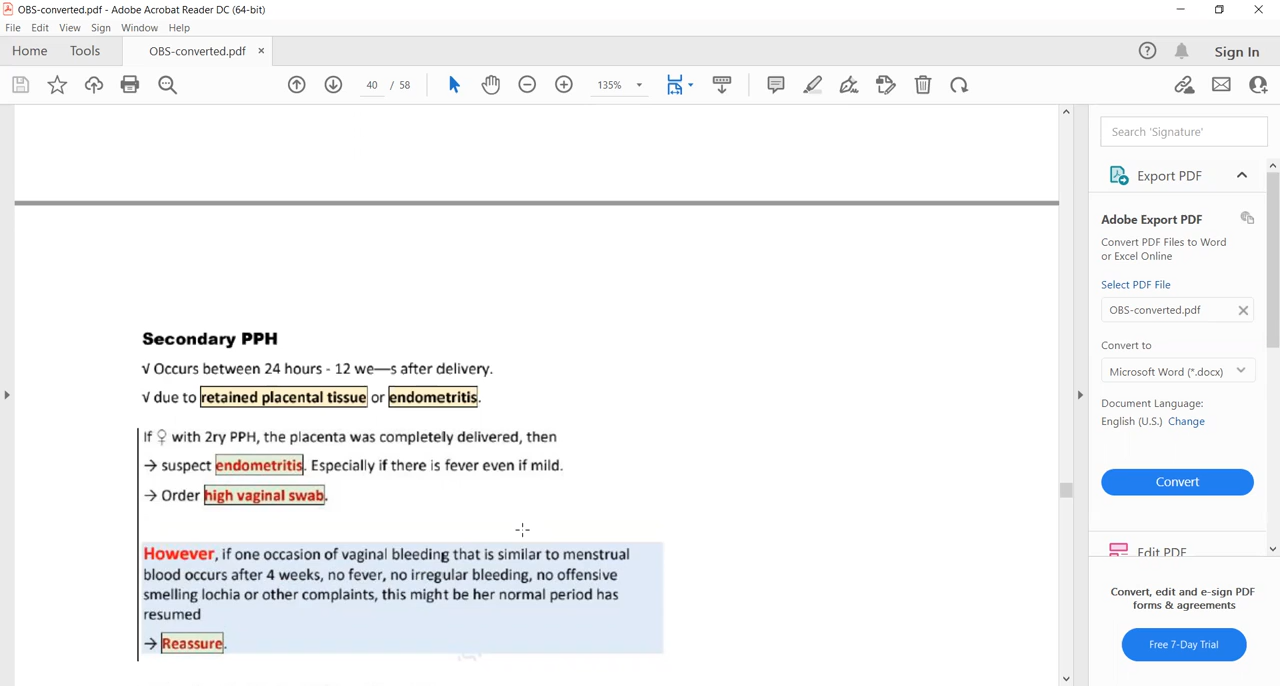 OBS-converted.pdf - Adobe Acrobat Reader DC (64-bit)
File Edit View Sign Window Help
Home Tools OBS-converted.pdf × Sign In
40 / 58 135%
Search 'Signature'
Export PDF
Adobe Export PDF
Convert PDF Files to Word
or Excel Online
Select PDF File
OBS-converted.pdf
Convert to
Microsoft Word (*.docx)
Document Language:
English (U.S.) Change
Convert
Edit PDF
Convert, edit and e-sign PDF
forms & agreements
Free 7-Day Trial
Secondary PPH
√ Occurs between 24 hours - 12 we—s after delivery.
√ due to retained placental tissue or endometritis.
If ♀ with 2ry PPH, the placenta was completely delivered, then
→ suspect endometritis. Especially if there is fever even if mild.
→ Order high vaginal swab.
However, if one occasion of vaginal bleeding that is similar to menstrual
blood occurs after 4 weeks, no fever, no irregular bleeding, no offensive
smelling lochia or other complaints, this might be her normal period has
resumed
→ Reassure.